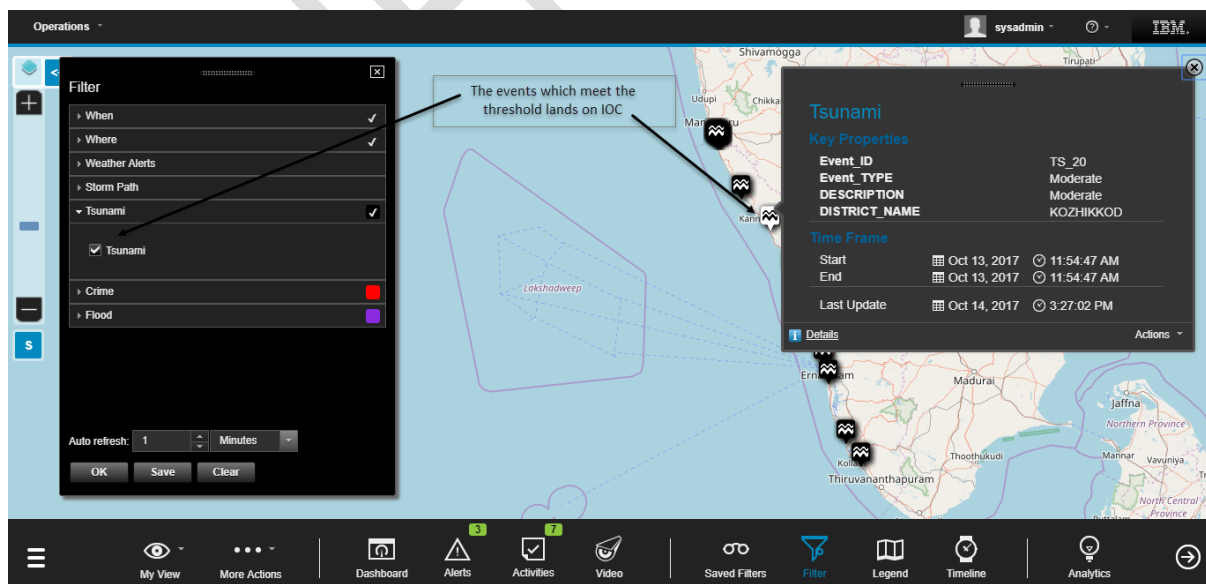 Operations
sysadmin
IBM.
Filter
When
Where
Weather Alerts
Storm Path
Tsunami
Tsunami
Crime
Flood
Auto refresh: 1 Minutes
OK Save Clear
S
The events which meet the
threshold lands on IOC
Shivamogga
Tirupati
Udupi
Chikka
Lakshadweep
Madurai
Jaffna
Northern Province
Thoothukudi
Mannar
Vavuniya
Thiruvananthapuram
North Central
Province
Tsunami
Key Properties
Event_ID TS_20
Event_TYPE Moderate
DESCRIPTION Moderate
DISTRICT_NAME KOZHIKKOD
Time Frame
Start Oct 13, 2017 11:54:47 AM
End Oct 13, 2017 11:54:47 AM
Last Update Oct 14, 2017 3:27:02 PM
Details Actions
3 7
My View More Actions Dashboard Alerts Activities Video Saved Filters Filter Legend Timeline Analytics